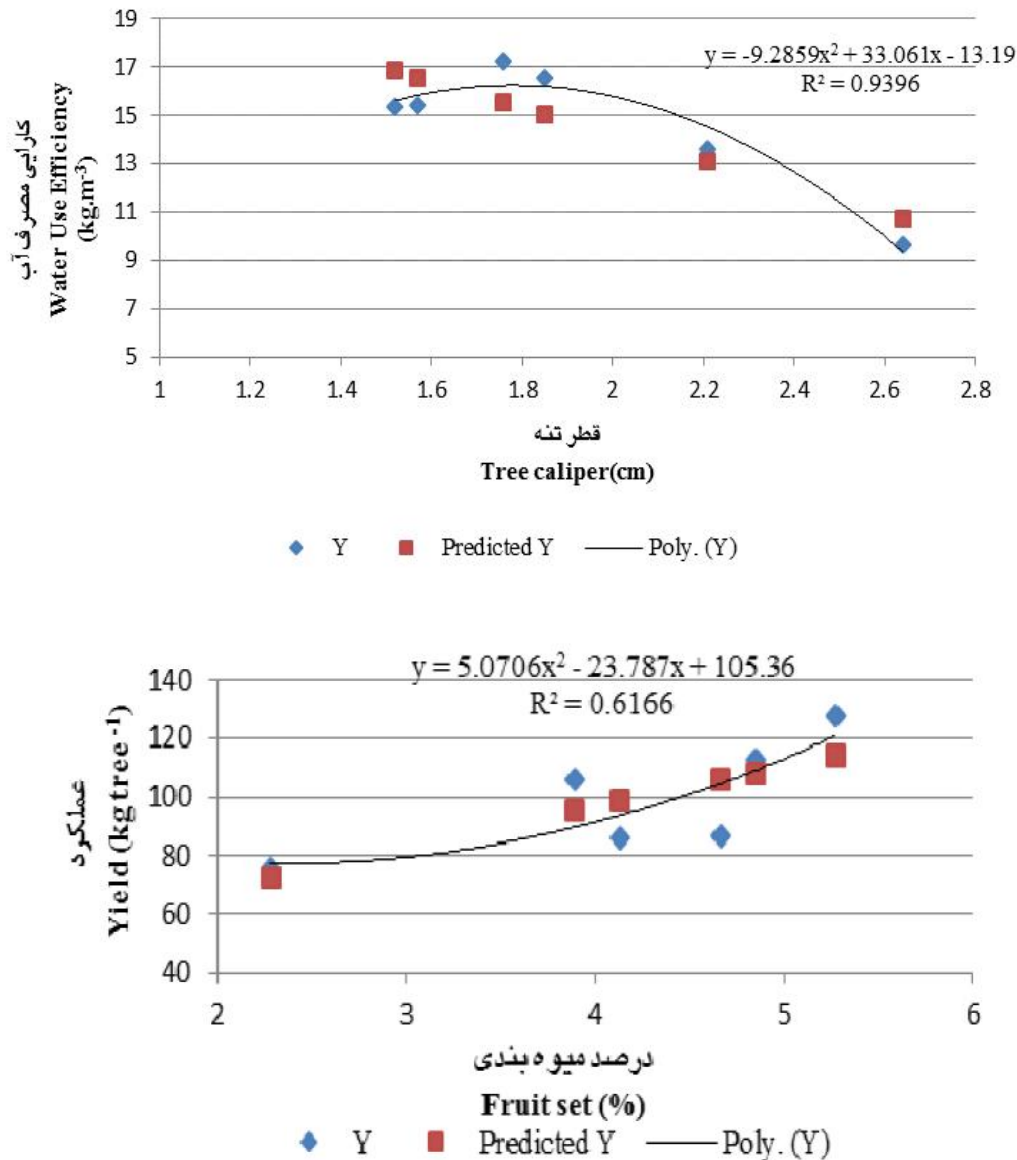 19
17
15
13
11
9
7
5
y = -9.2859x² + 33.061x - 13.19
R² = 0.9396
کارایی مصرف آب
Water Use Efficiency
(kg.m⁻³)
1 1.2 1.4 1.6 1.8 2 2.2 2.4 2.6 2.8
قطر تنه
Tree caliper(cm)
Y Predicted Y Poly. (Y)
y = 5.0706x² - 23.787x + 105.36
R² = 0.6166
140
120
100
80
60
40
عملکرد
Yield (kg tree⁻¹)
2 3 4 5 6
درصد میوه بندی
Fruit set (%)
Y Predicted Y Poly. (Y)